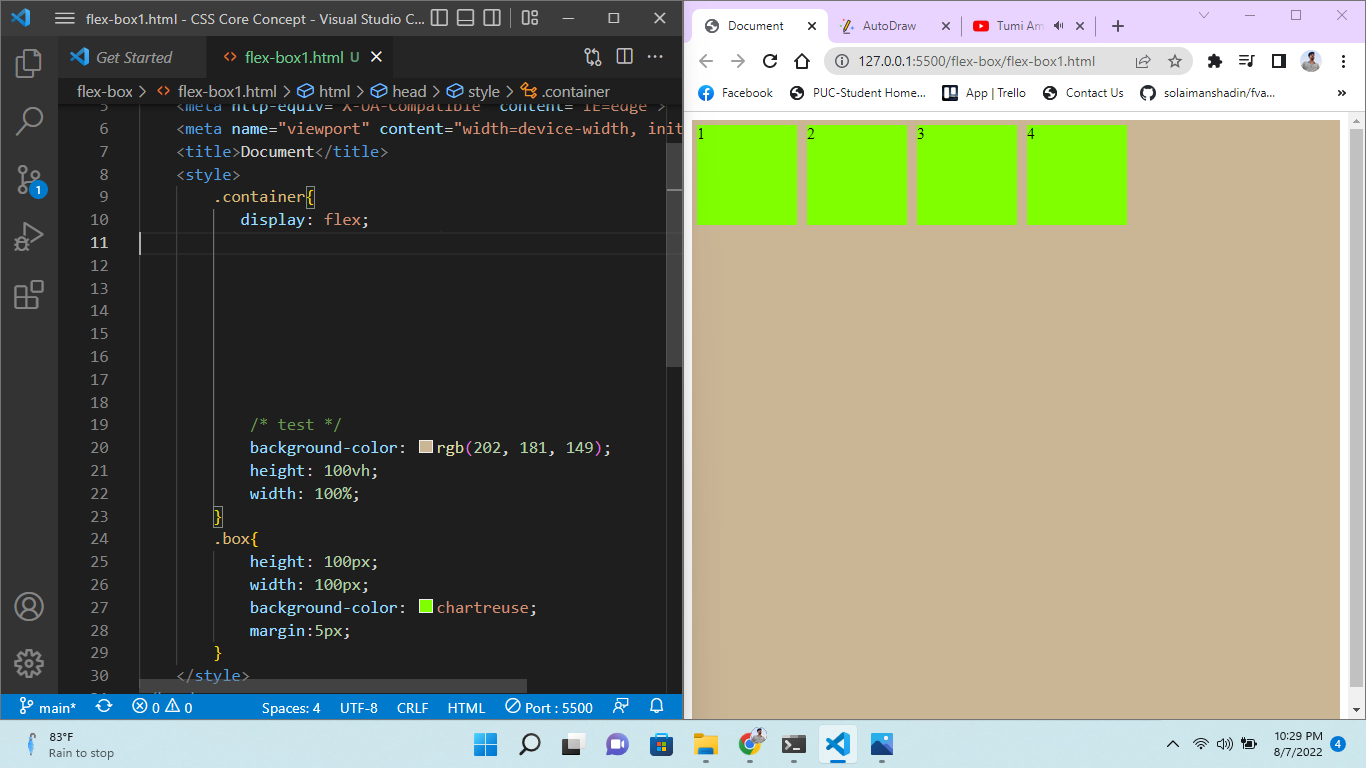 flex-box1.html - CSS Core Concept - Visual Studio C...
Get Started
flex-box1.html U
flex-box > flex-box1.html > html > head > style > .container
5 <meta http-equiv="X-UA-Compatible" content="IE=edge">
6 <meta name="viewport" content="width=device-width, init
7 <title>Document</title>
8 <style>
9 .container{
10 display: flex;
11
12
13
14
15
16
17
18
19 /* test */
20 background-color: rgb(202, 181, 149);
21 height: 100vh;
22 width: 100%;
23 }
24 .box{
25 height: 100px;
26 width: 100px;
27 background-color: chartreuse;
28 margin:5px;
29 }
30 </style>
1
main* 0 0 Spaces: 4 UTF-8 CRLF HTML Port : 5500
Document
AutoDraw
Tumi Am
127.0.0.1:5500/flex-box/flex-box1.html
Facebook PUC-Student Home... App | Trello Contact Us solaimanshadin/fva... »
1 2 3 4
83°F
Rain to stop
10:29 PM
8/7/2022
4